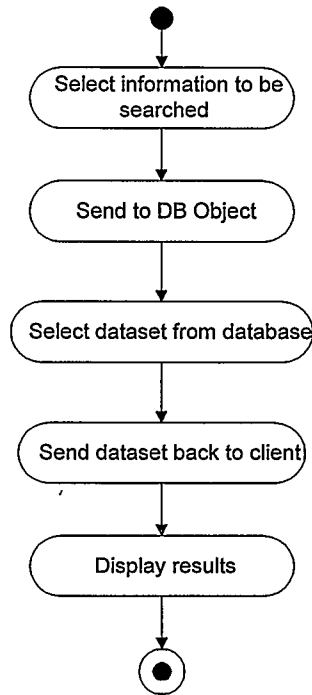 Select information to be
searched
Send to DB Object
Select dataset from database
Send dataset back to client
Display results